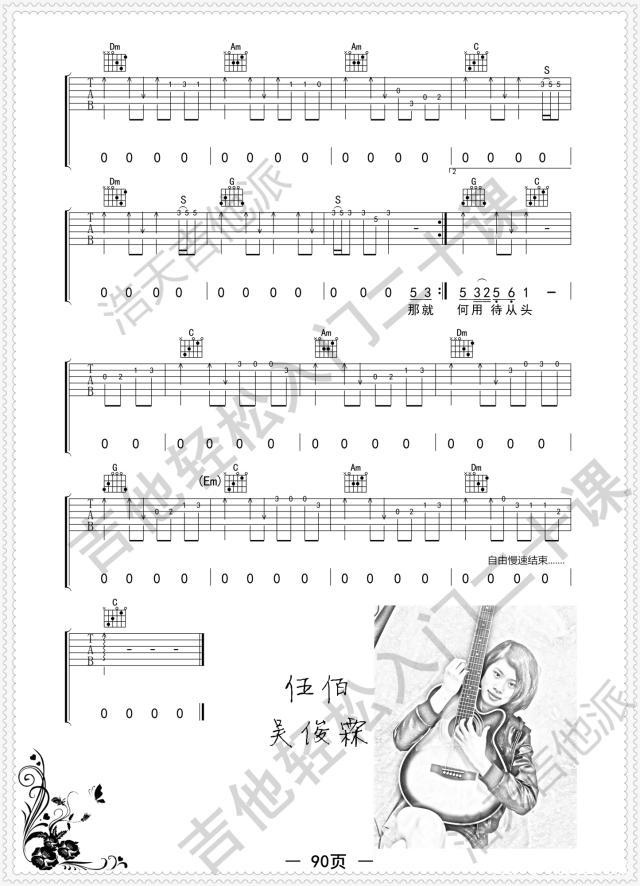 Dm Am Am C
T A B 1 3 1 1 1 0 0 3 0 2 S 3 5 5
0 0 0 0 0 0 0 0 0 0 0 0 0 0 0 0
2
Dm G G C
T A B S 3 5 5 S 3 5 3 3 5 3 -
0 0 0 0 0 0 0 0 0 0 5 3 : 5 3 2 5 6 1 -
那就 何用 待从头
C Am Dm
T A B 0 2 1 3 3 0 0 3 0 2 1 3 3 0 3 0
0 0 0 0 0 0 0 0 0 0 0 0 0 0 0 0
G (Em) C Am Dm
T A B 0 2 1 3 3 0 0 3 0 2 1 3 0 3 1 1 2
自由慢速结束......
0 0 0 0 0 0 0 0 0 0 0 0 0 0 0 0
C
T A B - - -
0 0 0 0
伍佰
吴俊霖
浩天吉他派
吉他轻松入门二十课
吉他轻松入门二十课
浩天吉他派
— 90页 —